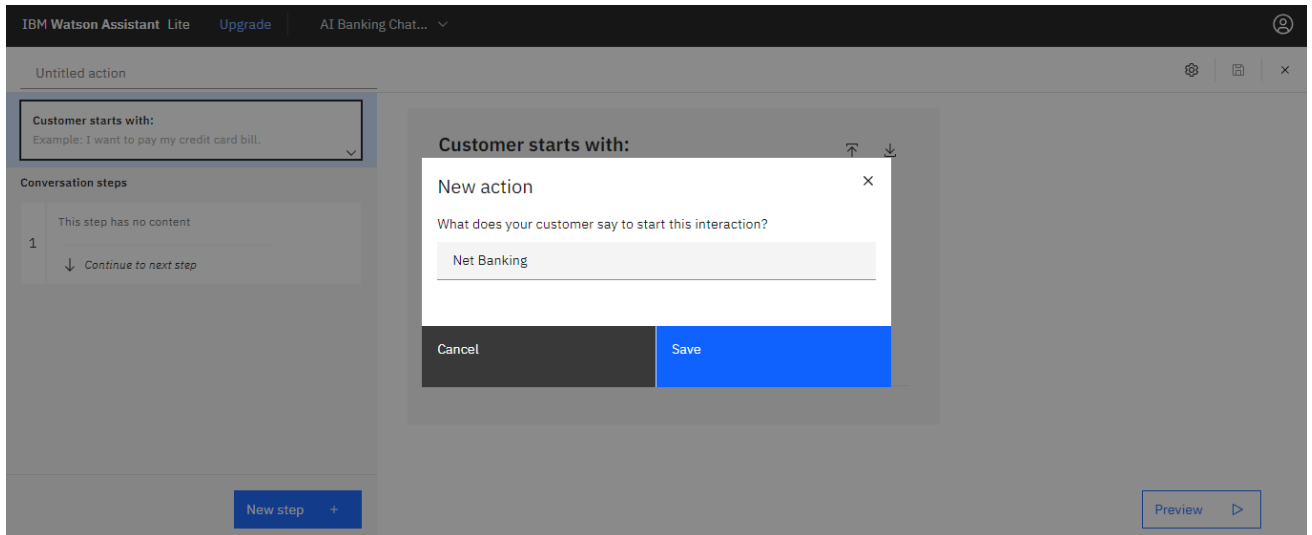 IBM Watson Assistant Lite Upgrade AI Banking Chat...
Untitled action
Customer starts with:
Example: I want to pay my credit card bill.
Conversation steps
1
This step has no content
Continue to next step
New step +
Customer starts with:
New action
What does your customer say to start this interaction?
Net Banking
Cancel Save
Preview